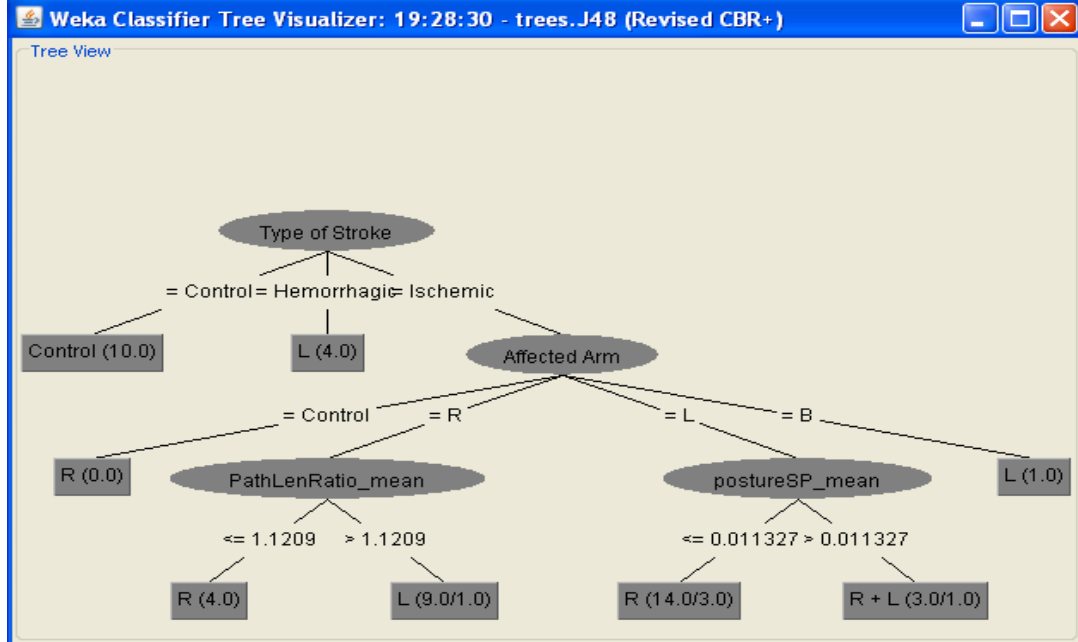 Weka Classifier Tree Visualizer: 19:28:30 - trees.J48 (Revised CBR+)
Tree View
Type of Stroke
= Control = Hemorrhagic = Ischemic
Control (10.0) L (4.0) Affected Arm
= Control = R = L = B
R (0.0) PathLenRatio_mean postureSP_mean L (1.0)
<= 1.1209 > 1.1209 <= 0.011327 > 0.011327
R (4.0) L (9.0/1.0) R (14.0/3.0) R + L (3.0/1.0)